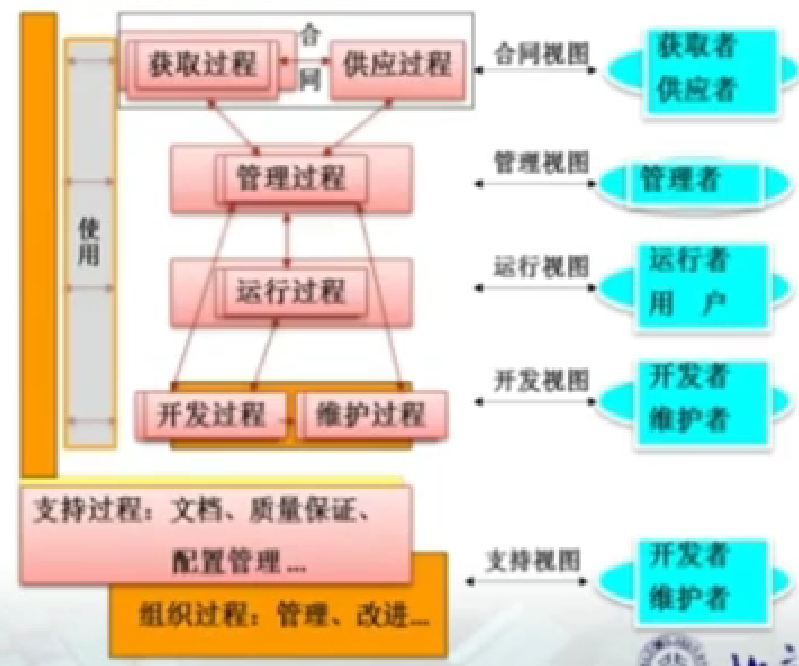 获取过程
合
同
供应过程
合同视图
获取者
供应者
管理过程
管理视图
管理者
使
用
运行过程
运行视图
运行者
用 户
开发过程
维护过程
开发视图
开发者
维护者
支持过程：文档、质量保证、
配置管理...
支持视图
开发者
维护者
组织过程：管理、改进...